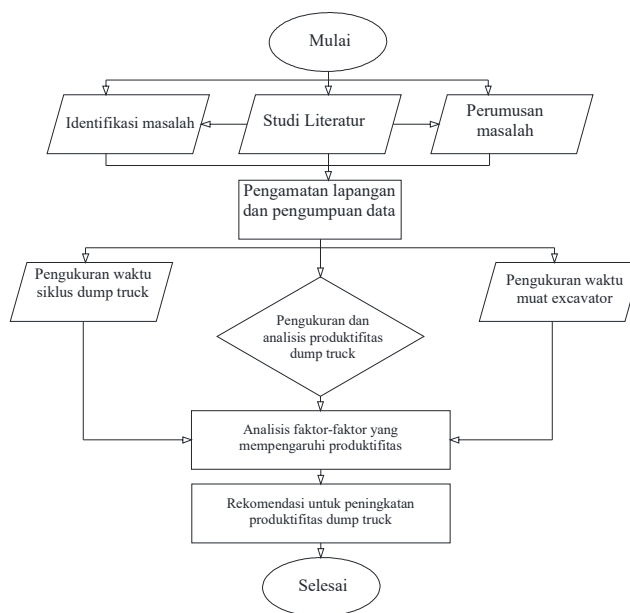 Mulai
Identifikasi masalah
Studi Literatur
Perumusan
masalah
Pengamatan lapangan
dan pengumpuan data
Pengukuran waktu
siklus dump truck
Pengukuran dan
analisis produktifitas
dump truck
Pengukuran waktu
muat excavator
Analisis faktor-faktor yang
mempengaruhi produktifitas
Rekomendasi untuk peningkatan
produktifitas dump truck
Selesai